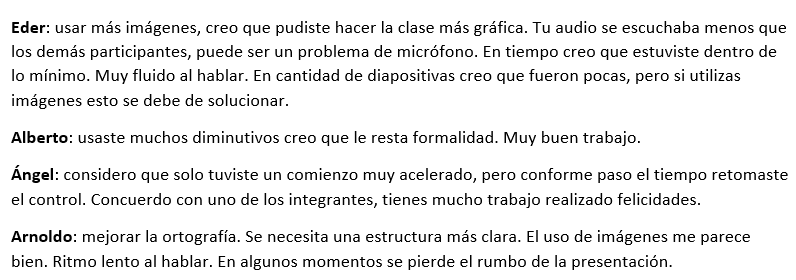 Eder: usar más imágenes, creo que pudiste hacer la clase más gráfica. Tu audio se escuchaba menos que
los demás participantes, puede ser un problema de micrófono. En tiempo creo que estuviste dentro de
lo mínimo. Muy fluido al hablar. En cantidad de diapositivas creo que fueron pocas, pero si utilizas
imágenes esto se debe de solucionar.
Alberto: usaste muchos diminutivos creo que le resta formalidad. Muy buen trabajo.
Ángel: considero que solo tuviste un comienzo muy acelerado, pero conforme paso el tiempo retomaste
el control. Concuerdo con uno de los integrantes, tienes mucho trabajo realizado felicidades.
Arnoldo: mejorar la ortografía. Se necesita una estructura más clara. El uso de imágenes me parece
bien. Ritmo lento al hablar. En algunos momentos se pierde el rumbo de la presentación.